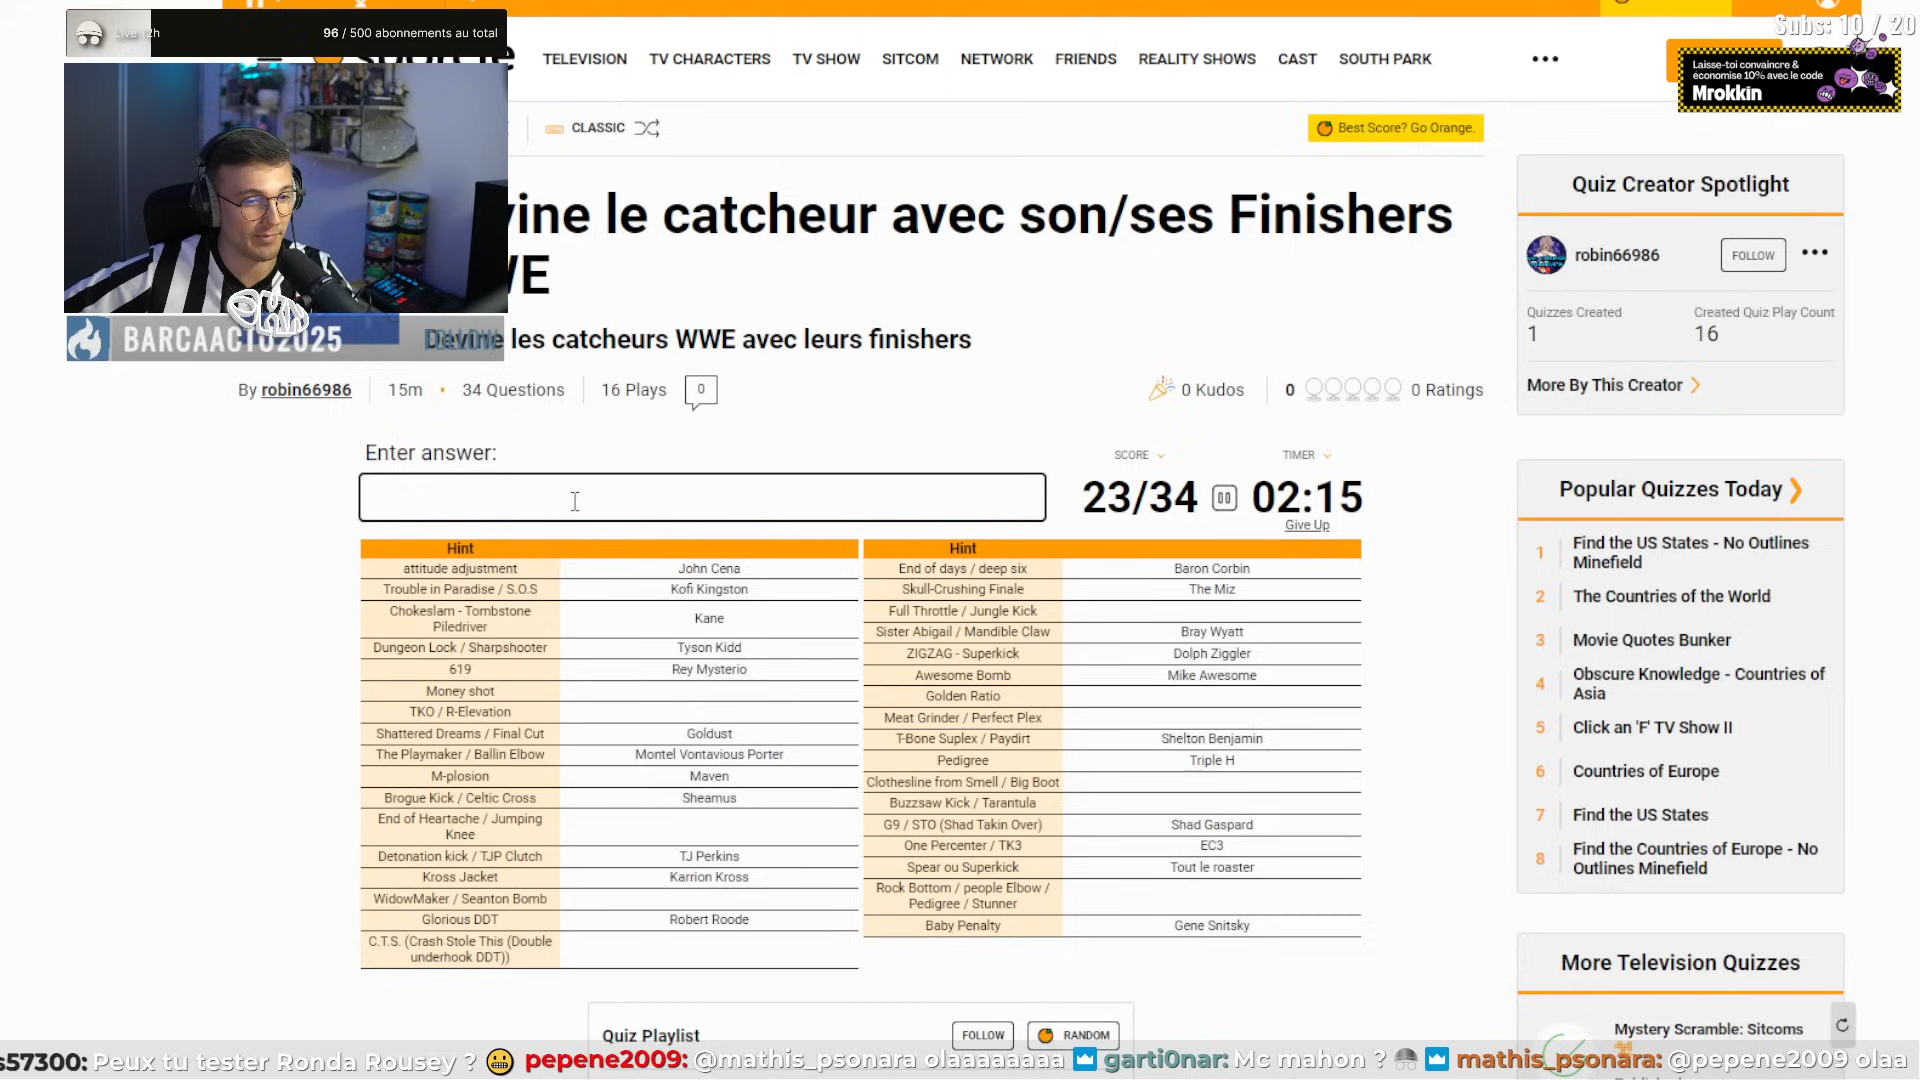 Live 12h
96 / 500 abonnements au total
Subs: 10 / 20
TELEVISION
TV CHARACTERS
TV SHOW
SITCOM
NETWORK
FRIENDS
REALITY SHOWS
CAST
SOUTH PARK
Laisse-toi convaincre &
économise 10% avec le code
Mrokkin
CLASSIC
Best Score? Go Orange.
vine le catcheur avec son/ses Finishers
WE
BARCAACTU2025
FOLLOW
Devine les catcheurs WWE avec leurs finishers
By robin66986
15m
34 Questions
16 Plays
0
0 Kudos
0
0 Ratings
Enter answer:
SCORE
TIMER
23/34
02:15
Give Up
Hint
attitude adjustment
John Cena
Trouble in Paradise / S.O.S
Kofi Kingston
Chokeslam - Tombstone
Piledriver
Kane
Dungeon Lock / Sharpshooter
Tyson Kidd
619
Rey Mysterio
Money shot
TKO / R-Elevation
Shattered Dreams / Final Cut
Goldust
The Playmaker / Ballin Elbow
Montel Vontavious Porter
M-plosion
Maven
Brogue Kick / Celtic Cross
Sheamus
End of Heartache / Jumping
Knee
Detonation kick / TJP Clutch
TJ Perkins
Kross Jacket
Karrion Kross
WidowMaker / Seanton Bomb
Glorious DDT
Robert Roode
C.T.S. (Crash Stole This (Double
underhook DDT))
Hint
End of days / deep six
Baron Corbin
Skull-Crushing Finale
The Miz
Full Throttle / Jungle Kick
Sister Abigail / Mandible Claw
Bray Wyatt
ZIGZAG - Superkick
Dolph Ziggler
Awesome Bomb
Mike Awesome
Golden Ratio
Meat Grinder / Perfect Plex
T-Bone Suplex / Paydirt
Shelton Benjamin
Pedigree
Triple H
Clothesline from Smell / Big Boot
Buzzsaw Kick / Tarantula
G9 / STO (Shad Takin Over)
Shad Gaspard
One Percenter / TK3
EC3
Spear ou Superkick
Tout le roaster
Rock Bottom / people Elbow /
Pedigree / Stunner
Baby Penalty
Gene Snitsky
Quiz Creator Spotlight
robin66986
FOLLOW
Quizzes Created
1
Created Quiz Play Count
16
More By This Creator
Popular Quizzes Today
1 Find the US States - No Outlines
Minefield
2 The Countries of the World
3 Movie Quotes Bunker
4 Obscure Knowledge - Countries of
Asia
5 Click an 'F' TV Show II
6 Countries of Europe
7 Find the US States
8 Find the Countries of Europe - No
Outlines Minefield
More Television Quizzes
Mystery Scramble: Sitcoms
Quiz Playlist
FOLLOW
RANDOM
s57300: Peux tu tester Ronda Rousey ? pepene2009: @mathis_psonara olaaaaaaaa garti0nar: Mc mahon ? mathis_psonara: @pepene2009 olaa